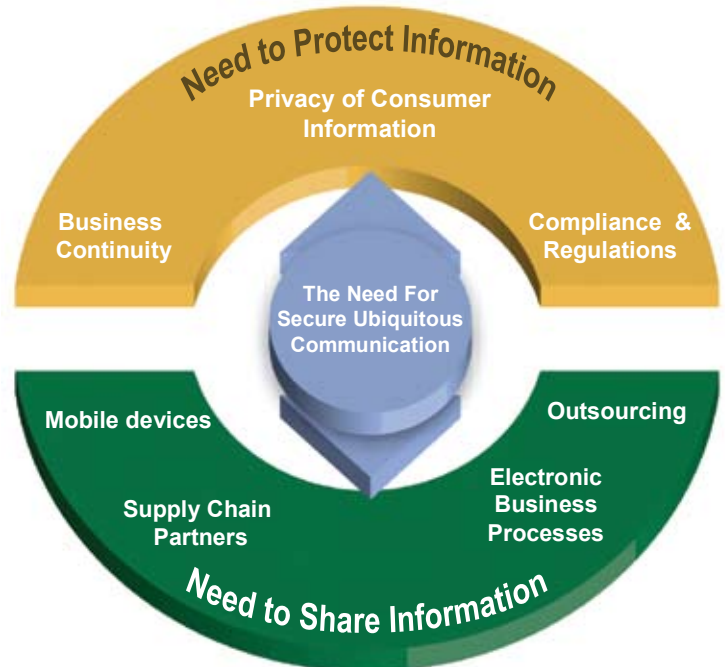 Need to Protect Information
Privacy of Consumer
Information
Business
Continuity
Compliance &
Regulations
The Need For
Secure Ubiquitous
Communication
Mobile devices
Outsourcing
Supply Chain
Partners
Electronic
Business
Processes
Need to Share Information